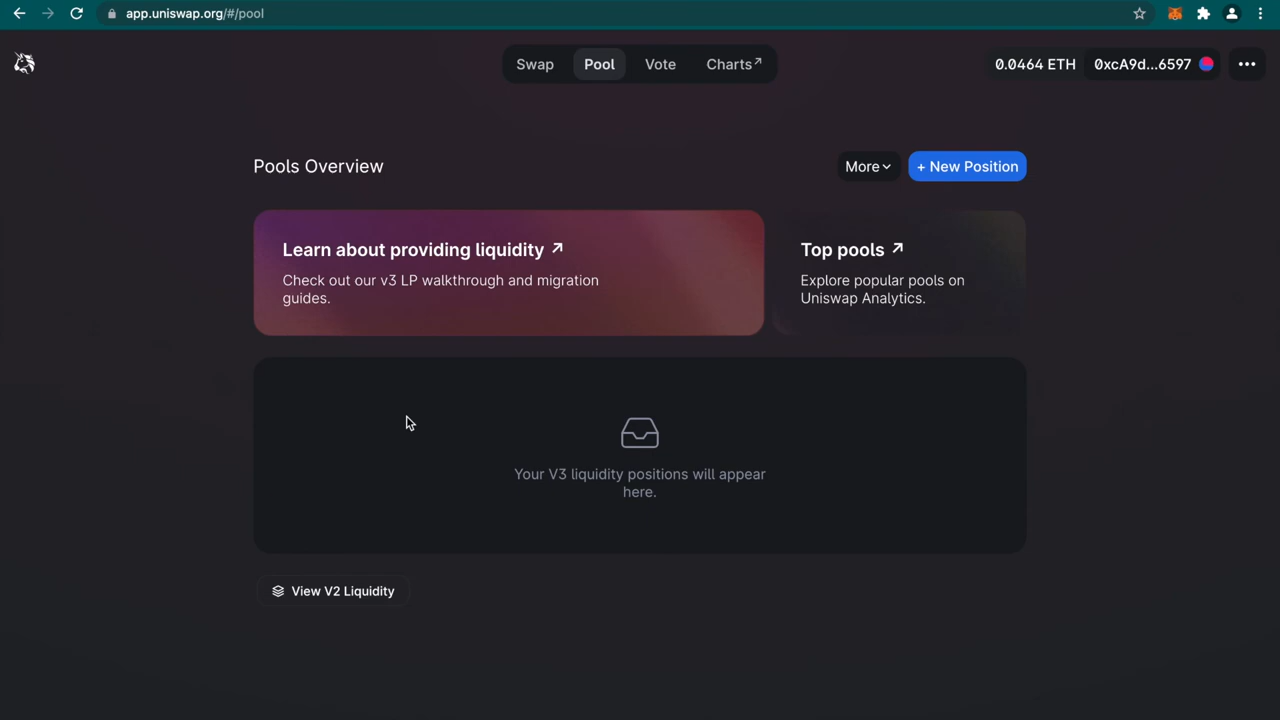 app.uniswap.org/#/pool
Swap Pool Vote Charts↗ 0.0464 ETH 0xcA9d...6597
Pools Overview More + New Position
Learn about providing liquidity ↗
Check out our v3 LP walkthrough and migration
guides.
Top pools ↗
Explore popular pools on
Uniswap Analytics.
Your V3 liquidity positions will appear
here.
View V2 Liquidity